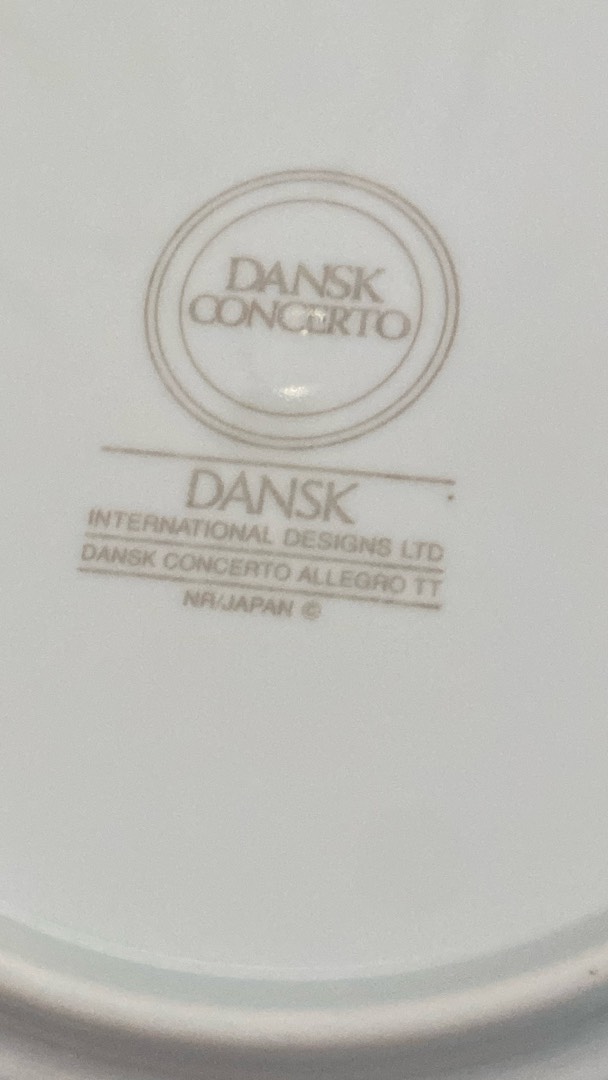 DANSK
CONCERTO
DANSK
INTERNATIONAL DESIGNS LTD
DANSK CONCERTO ALLEGRO TT
NR/JAPAN ©